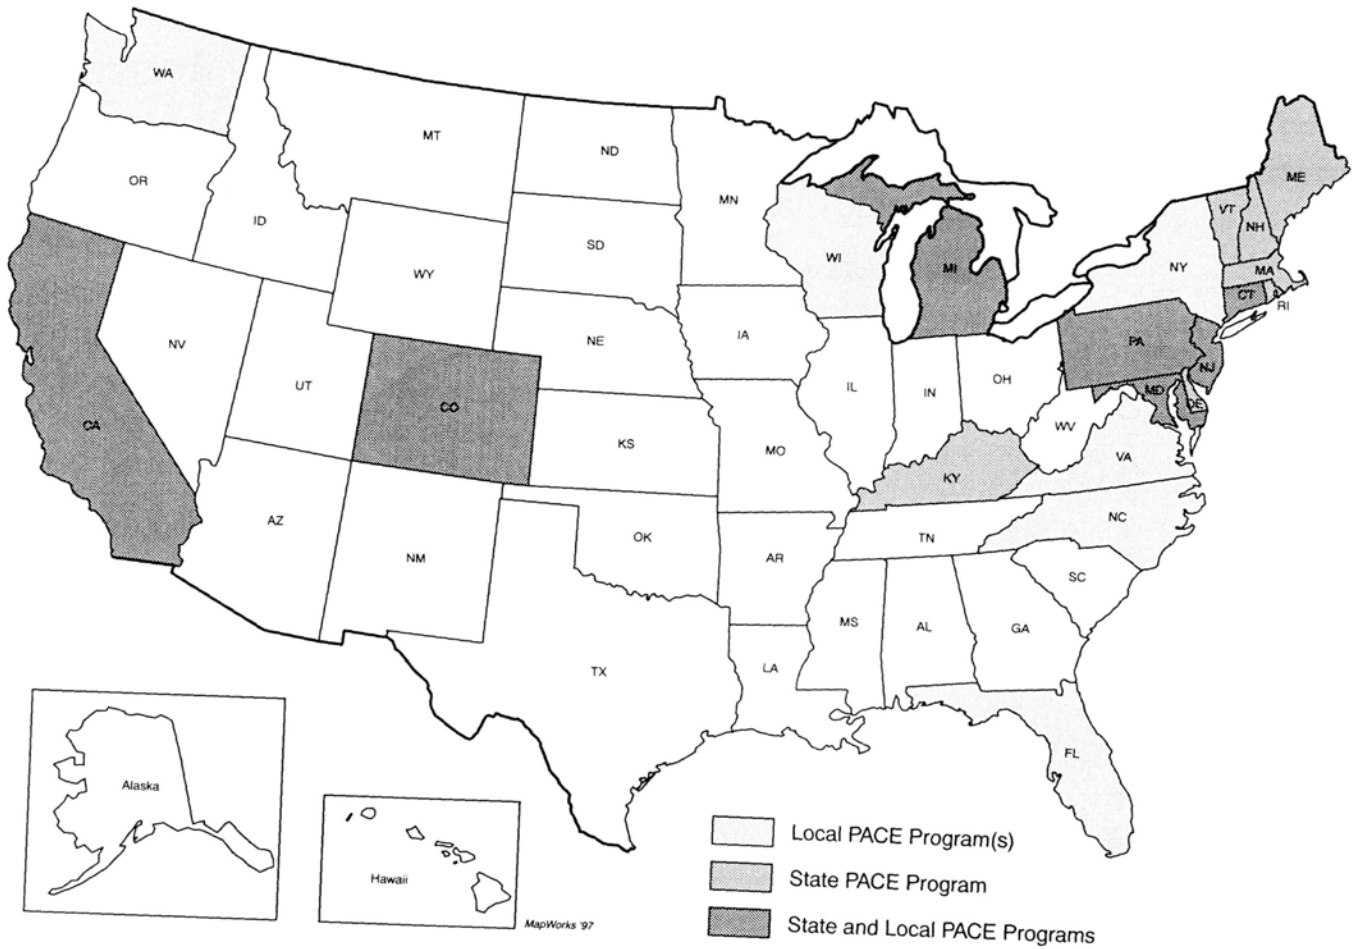 WA
MT
ND
MN
ME
OR
ID
SD
VT
NH
WI
MI
MI
NY
MA
WY
CT
RI
NV
NE
IA
PA
UT
CO
IL
IN
OH
NJ
MD
DE
CA
KS
MO
WV
VA
KY
AZ
NM
OK
AR
TN
NC
SC
MS
AL
GA
TX
LA
FL
Alaska
Hawaii
MapWorks '97
Local PACE Program(s)
State PACE Program
State and Local PACE Programs